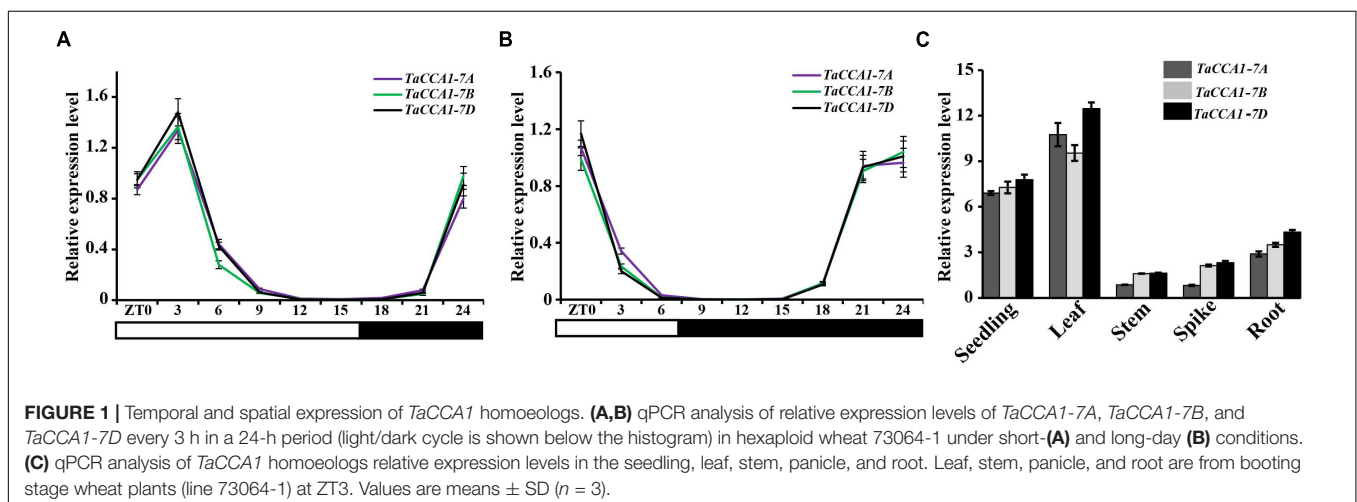 A
B
C
Relative expression level
1.6
1.2
0.8
0.4
0
TaCCA1-7A
TaCCA1-7B
TaCCA1-7D
ZT0 3 6 9 12 15 18 21 24
Relative expression level
1.6
1.2
0.8
0.4
0
TaCCA1-7A
TaCCA1-7B
TaCCA1-7D
ZT0 3 6 9 12 15 18 21 24
Relative expression level
15
12
9
6
3
0
TaCCA1-7A
TaCCA1-7B
TaCCA1-7D
Seedling
Leaf
Stem
Spike
Root
FIGURE 1 | Temporal and spatial expression of TaCCA1 homoeologs. (A,B) qPCR analysis of relative expression levels of TaCCA1-7A, TaCCA1-7B, and
TaCCA1-7D every 3 h in a 24-h period (light/dark cycle is shown below the histogram) in hexaploid wheat 73064-1 under short-(A) and long-day (B) conditions.
(C) qPCR analysis of TaCCA1 homoeologs relative expression levels in the seedling, leaf, stem, panicle, and root. Leaf, stem, panicle, and root are from booting
stage wheat plants (line 73064-1) at ZT3. Values are means ± SD (n = 3).